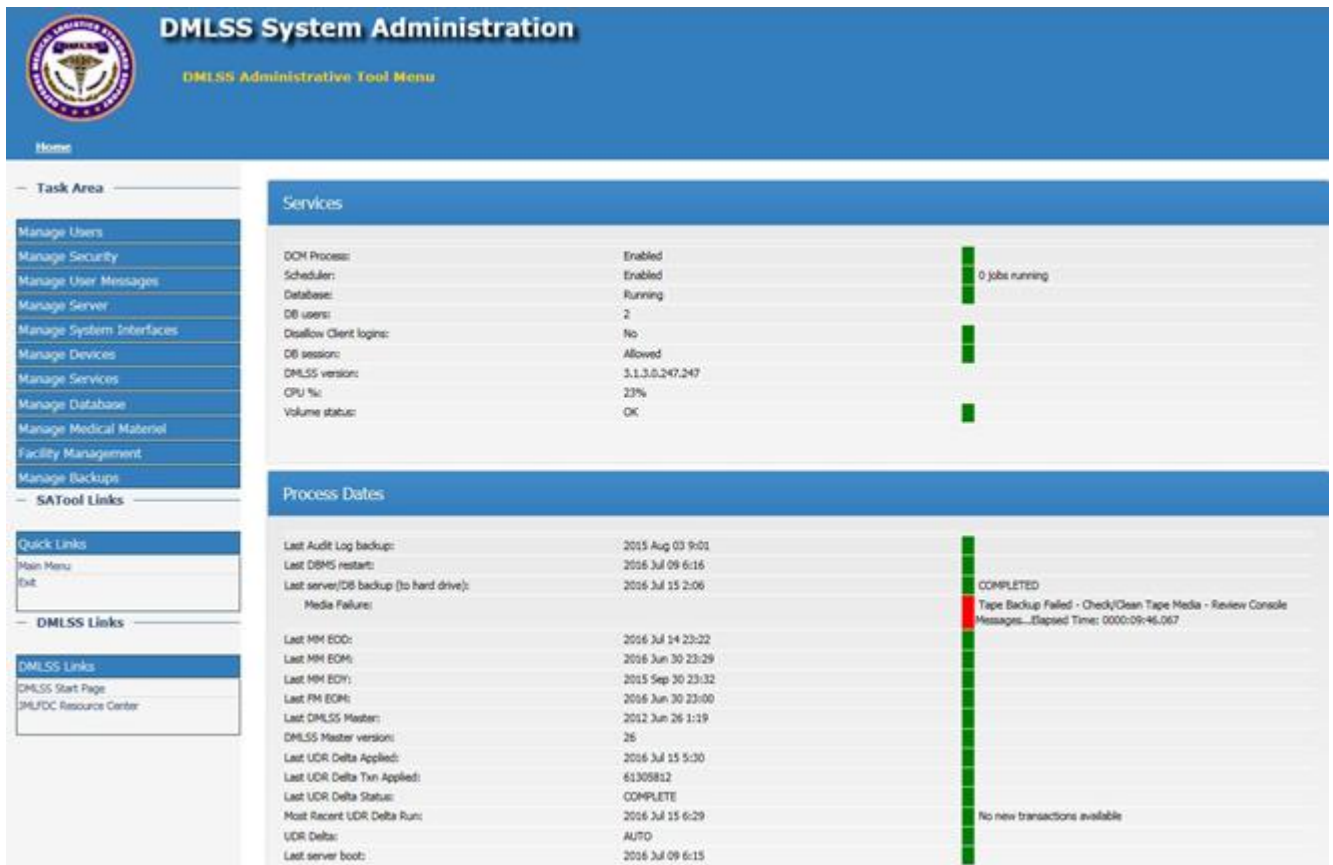 DMLSS System Administration
DMLSS Administrative Tool Menu
DEFENSE MEDICAL LOGISTICS STANDARD SUPPORT
DMLSS
Home
Task Area
Manage Users
Manage Security
Manage User Messages
Manage Server
Manage System Interfaces
Manage Devices
Manage Services
Manage Database
Manage Medical Materiel
Facility Management
Manage Backups
SATool Links
Quick Links
Main Menu
Exit
DMLSS Links
DMLSS Links
DMLSS Start Page
JMLFDC Resource Center
Services
DCM Process: Enabled
Scheduler: Enabled 0 jobs running
Database: Running
DB users: 2
Disallow Client logins: No
DB session: Allowed
DMLSS version: 3.1.3.0.247.247
CPU %: 23%
Volume status: OK
Process Dates
Last Audit Log backup: 2015 Aug 03 9:01
Last DBMS restart: 2016 Jul 09 6:16
Last server/DB backup (to hard drive): 2016 Jul 15 2:06 COMPLETED
Media Failure: Tape Backup Failed - Check/Clean Tape Media - Review Console
Messages...Elapsed Time: 0000:09:46.067
Last MM EOD: 2016 Jul 14 23:22
Last MM EOM: 2016 Jun 30 23:29
Last MM EOY: 2015 Sep 30 23:32
Last FM EOM: 2016 Jun 30 23:00
Last DMLSS Master: 2012 Jun 26 1:19
DMLSS Master version: 26
Last UDR Delta Applied: 2016 Jul 15 5:30
Last UDR Delta Txn Applied: 61305812
Last UDR Delta Status: COMPLETE
Most Recent UDR Delta Run: 2016 Jul 15 6:29 No new transactions available
UDR Delta: AUTO
Last server boot: 2016 Jul 09 6:15